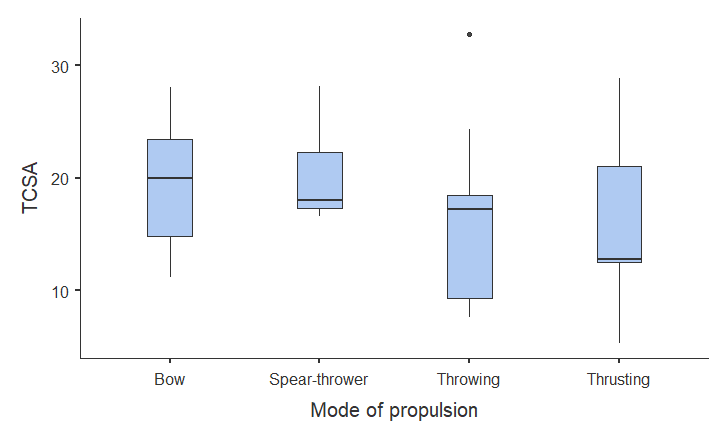 TCSA
30
20
10
Bow Spear-thrower Throwing Thrusting
Mode of propulsion